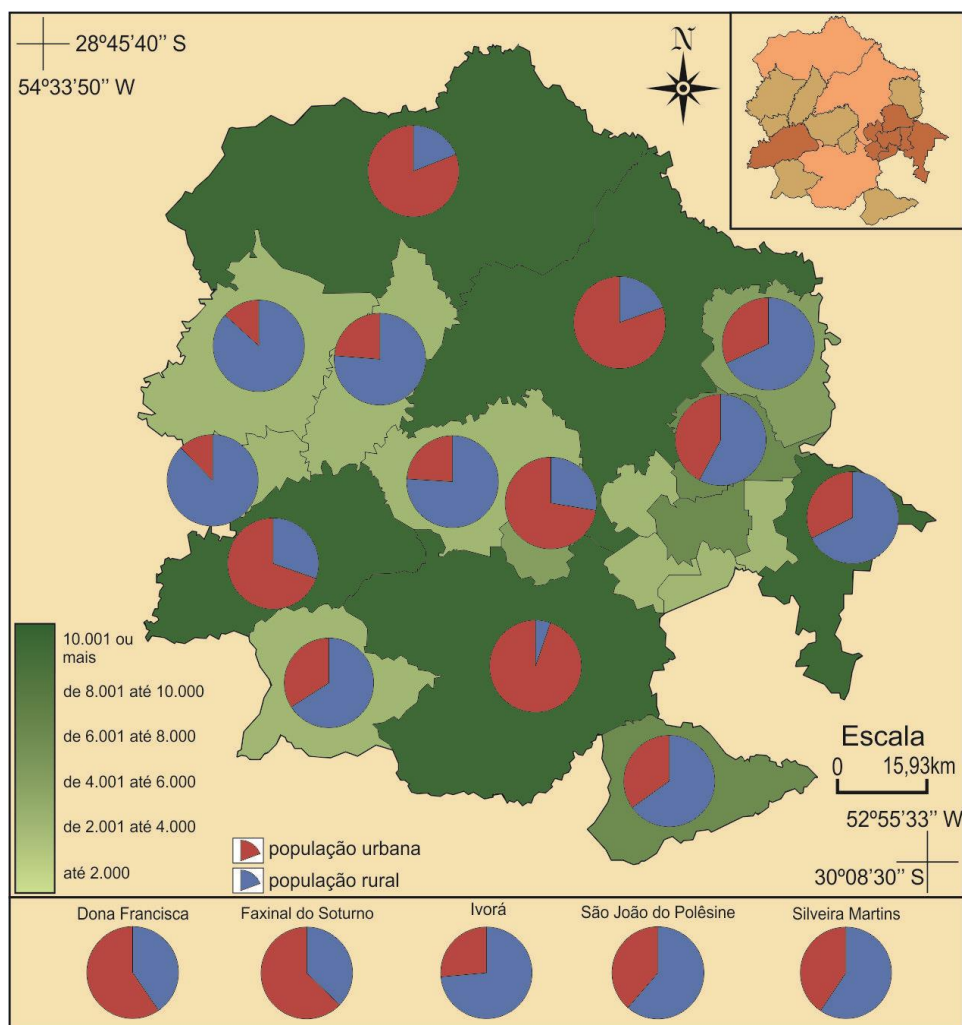 28º45'40'' S
54º33'50'' W
N
10.001 ou
mais
de 8.001 até 10.000
de 6.001 até 8.000
de 4.001 até 6.000
de 2.001 até 4.000
até 2.000
população urbana
população rural
Escala
0 15,93km
52º55'33'' W
30º08'30'' S
Dona Francisca
Faxinal do Soturno
Ivorá
São João do Polêsine
Silveira Martins